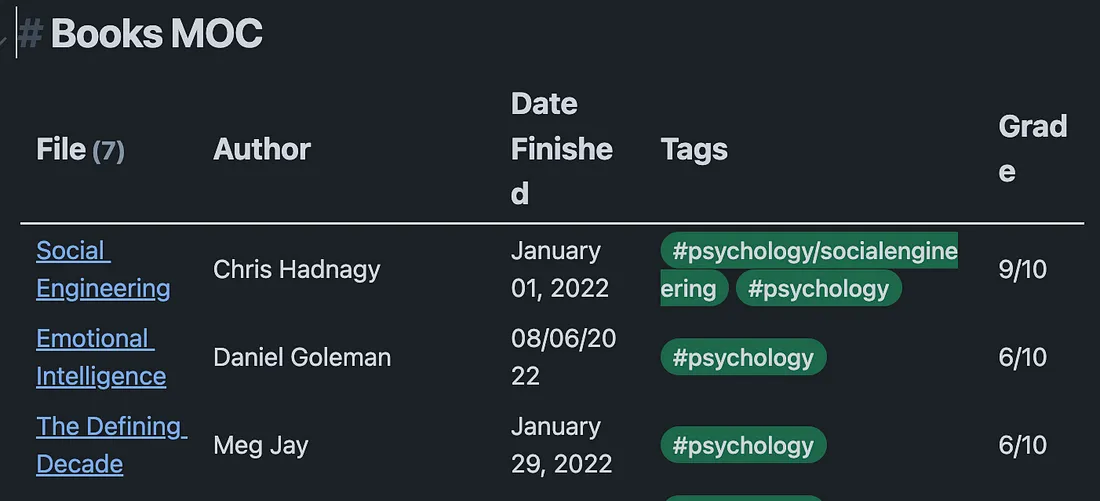 # Books MOC
File (7) Author Date Finished Tags Grade
Social Engineering Chris Hadnagy January 01, 2022 #psychology/socialengineering #psychology 9/10
Emotional Intelligence Daniel Goleman 08/06/2022 #psychology 6/10
The Defining Decade Meg Jay January 29, 2022 #psychology 6/10